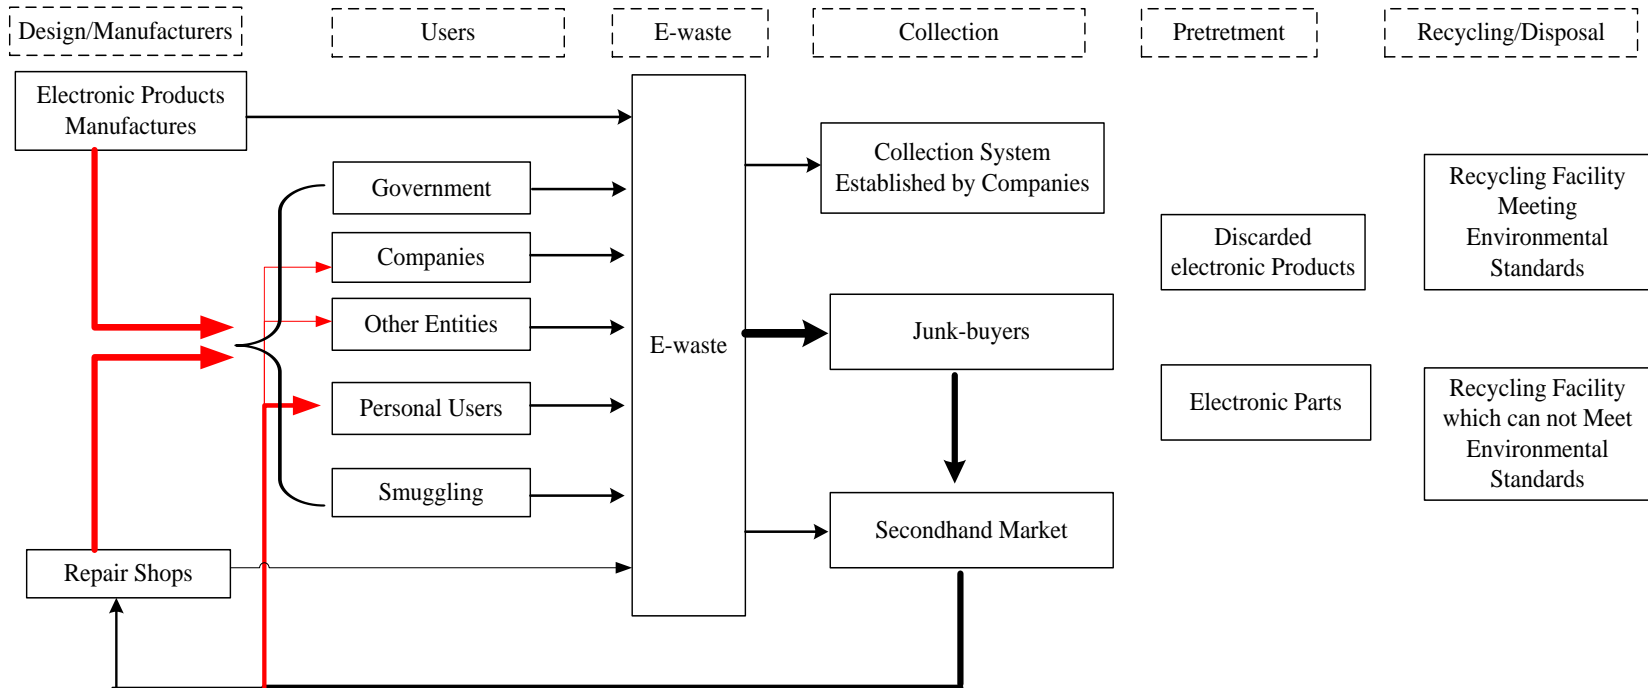 Design/Manufacturers
Users
E-waste
Collection
Pretretment
Recycling/Disposal
Electronic Products
Manufactures
Government
Companies
Other Entities
Personal Users
Smuggling
Repair Shops
E-waste
Collection System
Established by Companies
Junk-buyers
Secondhand Market
Discarded
electronic Products
Electronic Parts
Recycling Facility
Meeting
Environmental
Standards
Recycling Facility
which can not Meet
Environmental
Standards